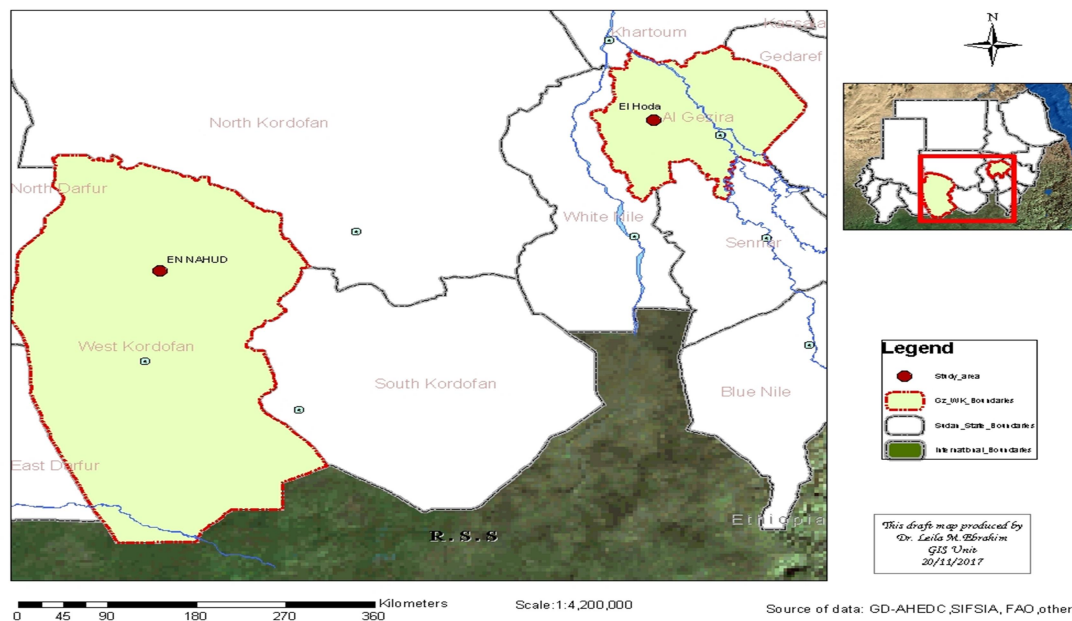 Kassala
Khartoum
Gedaref
N
El Hoda
Al Gezira
North Kordofan
North Darfur
White Nile
Sennar
EN NAHUD
West Kordofan
South Kordofan
Blue Nile
East Darfur
Ethiopia
R.S.S
Legend
Study_area
Gz_WK_Boundaries
Sudan_State_Boundaries
International_Boundaries
This draft map produced by
Dr. Leila M.Ebrahim
GIS Unit
20/11/2017
Kilometers
0 45 90 180 270 360
Scale:1:4,200,000
Source of data: GD-AHEDC,SIFSIA, FAO,other